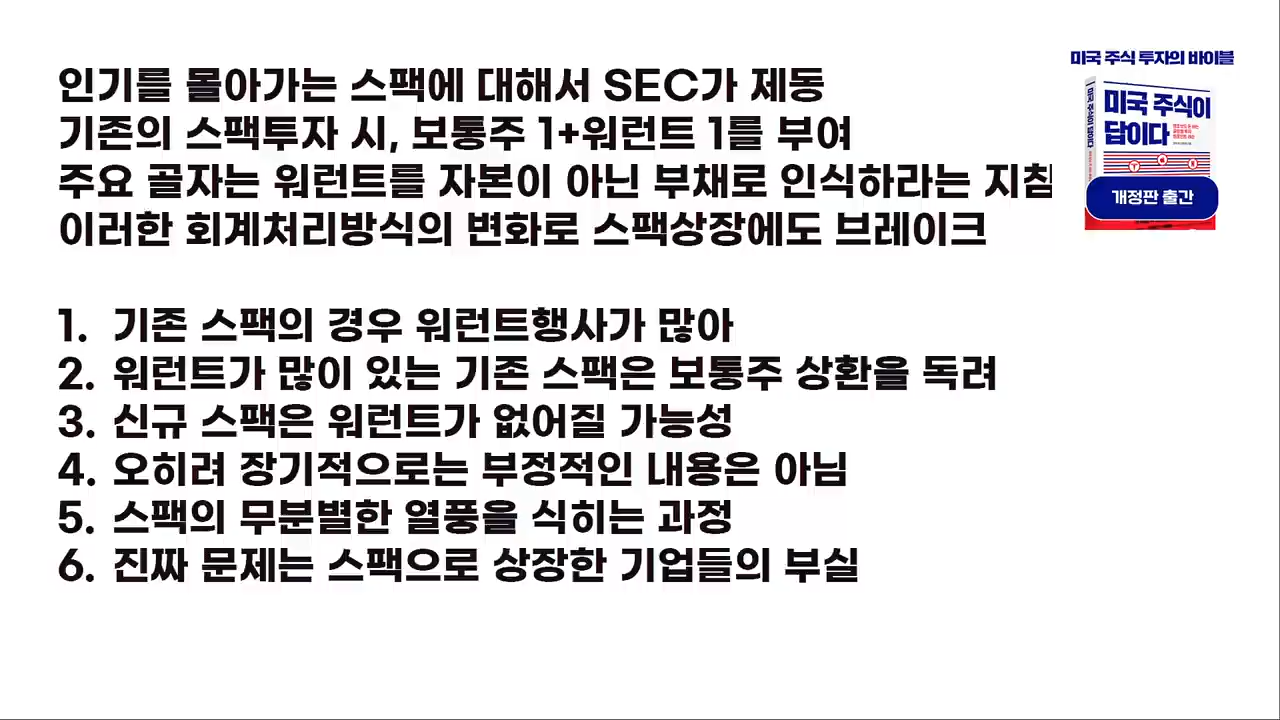 인기를 몰아가는 스팩에 대해서 SEC가 제동
기존의 스팩투자 시, 보통주 1+워런트 1를 부여
주요 골자는 워런트를 자본이 아닌 부채로 인식하라는 지침
이러한 회계처리방식의 변화로 스팩상장에도 브레이크
1. 기존 스팩의 경우 워런트행사가 많아
2. 워런트가 많이 있는 기존 스팩은 보통주 상환을 독려
3. 신규 스팩은 워런트가 없어질 가능성
4. 오히려 장기적으로는 부정적인 내용은 아님
5. 스팩의 무분별한 열풍을 식히는 과정
6. 진짜 문제는 스팩으로 상장한 기업들의 부실
미국 주식 투자의 바이블
미국 주식이
답이다
미국 주식이 답이다
개정판 출간